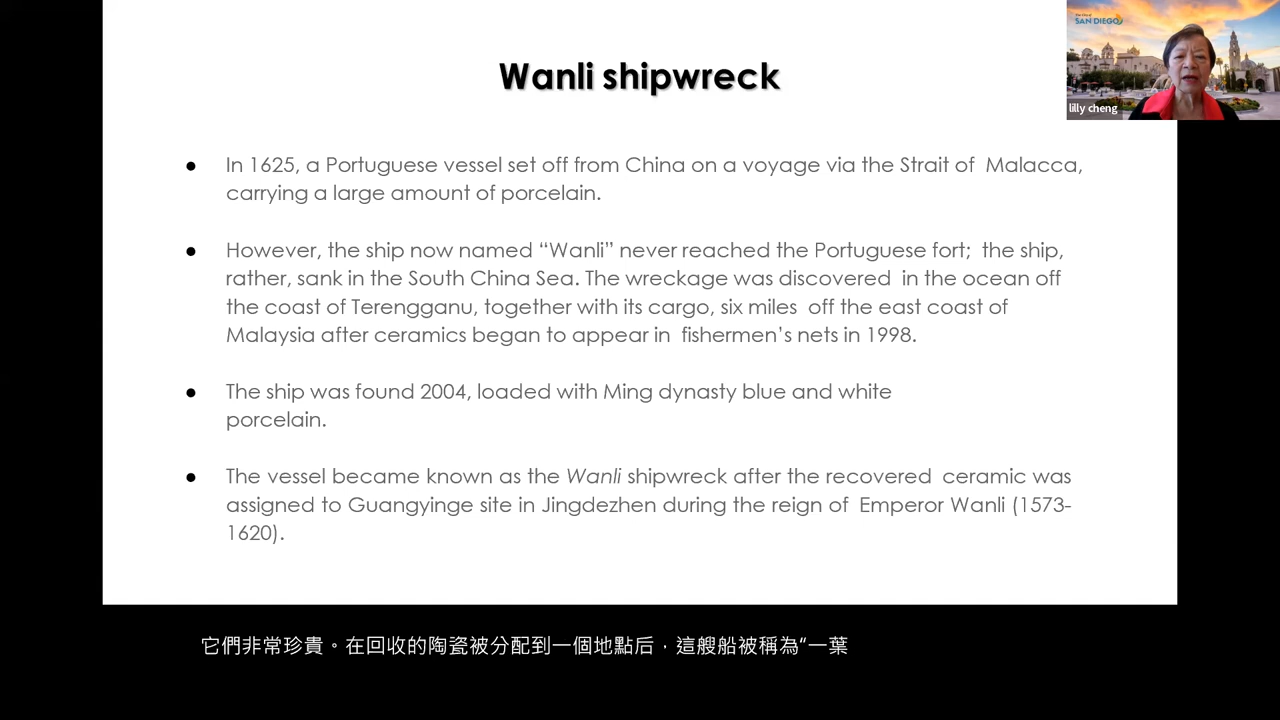 Wanli shipwreck
The City of
SAN DIEGO
lilly cheng
● In 1625, a Portuguese vessel set off from China on a voyage via the Strait of Malacca,
carrying a large amount of porcelain.
● However, the ship now named “Wanli” never reached the Portuguese fort; the ship,
rather, sank in the South China Sea. The wreckage was discovered in the ocean off
the coast of Terengganu, together with its cargo, six miles off the east coast of
Malaysia after ceramics began to appear in fishermen’s nets in 1998.
● The ship was found 2004, loaded with Ming dynasty blue and white
porcelain.
● The vessel became known as the Wanli shipwreck after the recovered ceramic was
assigned to Guangyinge site in Jingdezhen during the reign of Emperor Wanli (1573-
1620).
它們非常珍貴。在回收的陶瓷被分配到一個地點后，這艘船被稱為“一葉